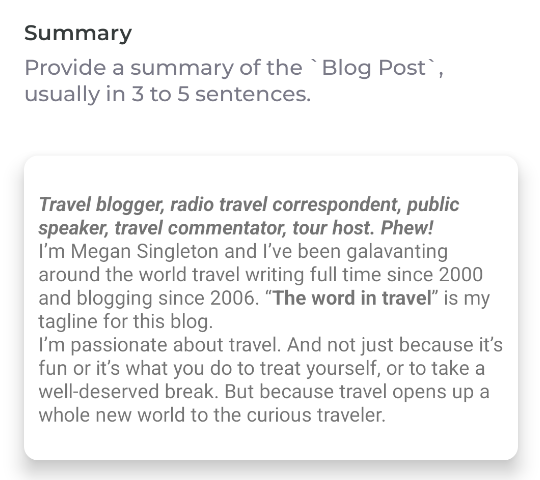 Summary
Provide a summary of the `Blog Post`,
usually in 3 to 5 sentences.
Travel blogger, radio travel correspondent, public
speaker, travel commentator, tour host. Phew!
I’m Megan Singleton and I’ve been galavanting
around the world travel writing full time since 2000
and blogging since 2006. “The word in travel” is my
tagline for this blog.
I’m passionate about travel. And not just because it’s
fun or it’s what you do to treat yourself, or to take a
well-deserved break. But because travel opens up a
whole new world to the curious traveler.